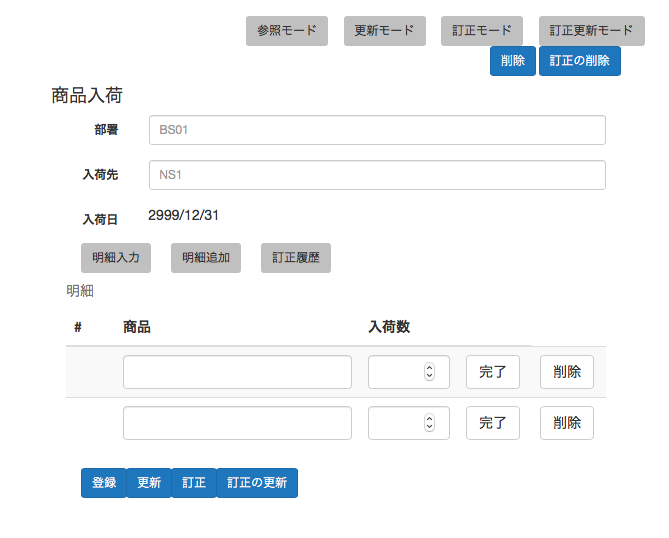 参照モード 更新モード 訂正モード 訂正更新モード
削除 訂正の削除
商品入荷
部署 BS01
入荷先 NS1
入荷日 2999/12/31
明細入力 明細追加 訂正履歴
明細
# 商品 入荷数
完了 削除
完了 削除
登録 更新 訂正 訂正の更新